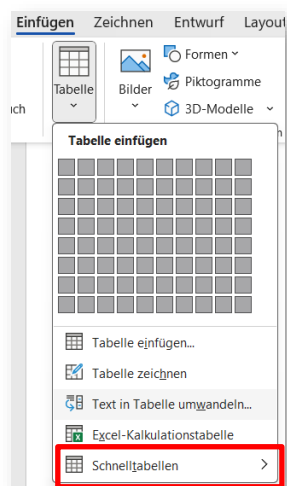 Einfügen Zeichnen Entwurf Layout
Tabelle
Bilder
Formen
Piktogramme
3D-Modelle
Tabelle einfügen
Tabelle einfügen...
Tabelle zeichnen
Text in Tabelle umwandeln...
Excel-Kalkulationstabelle
Schnelltabellen